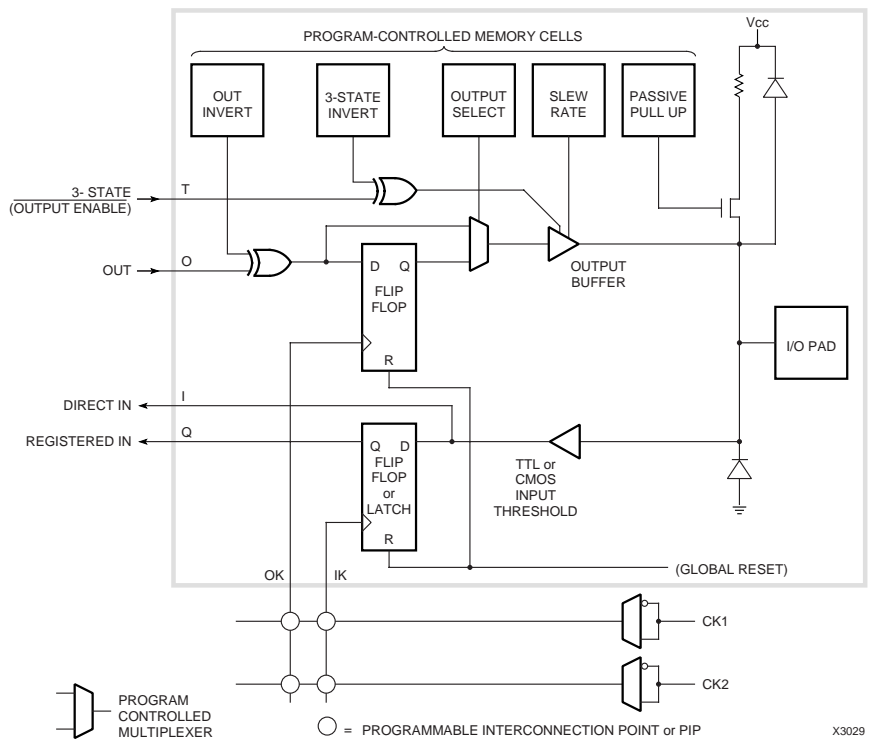 Vcc
PROGRAM-CONTROLLED MEMORY CELLS
OUT
INVERT
3-STATE
INVERT
OUTPUT
SELECT
SLEW
RATE
PASSIVE
PULL UP
3- STATE
(OUTPUT ENABLE)
T
OUT
O
D Q
FLIP
FLOP
R
OUTPUT
BUFFER
I/O PAD
DIRECT IN
I
REGISTERED IN
Q
Q D
FLIP
FLOP
or
LATCH
R
TTL or
CMOS
INPUT
THRESHOLD
OK
IK
(GLOBAL RESET)
CK1
CK2
PROGRAM
CONTROLLED
MULTIPLEXER
= PROGRAMMABLE INTERCONNECTION POINT or PIP
X3029